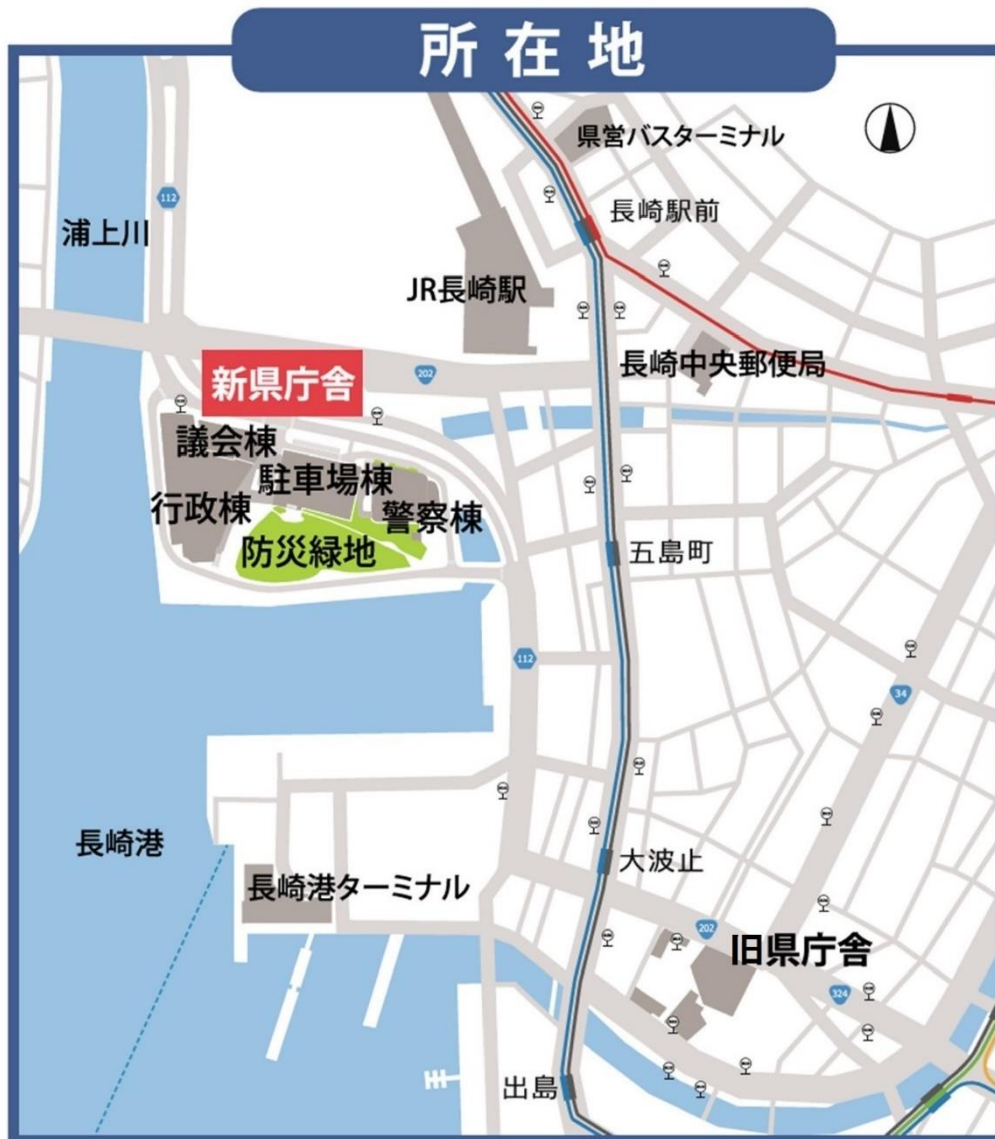 所在地
県営バスターミナル
112
長崎駅前
浦上川
JR長崎駅
長崎中央郵便局
202
新県庁舎
議会棟
駐車場棟
行政棟
警察棟
防災緑地
五島町
112
34
長崎港
大波止
長崎港ターミナル
202
旧県庁舎
324
出島